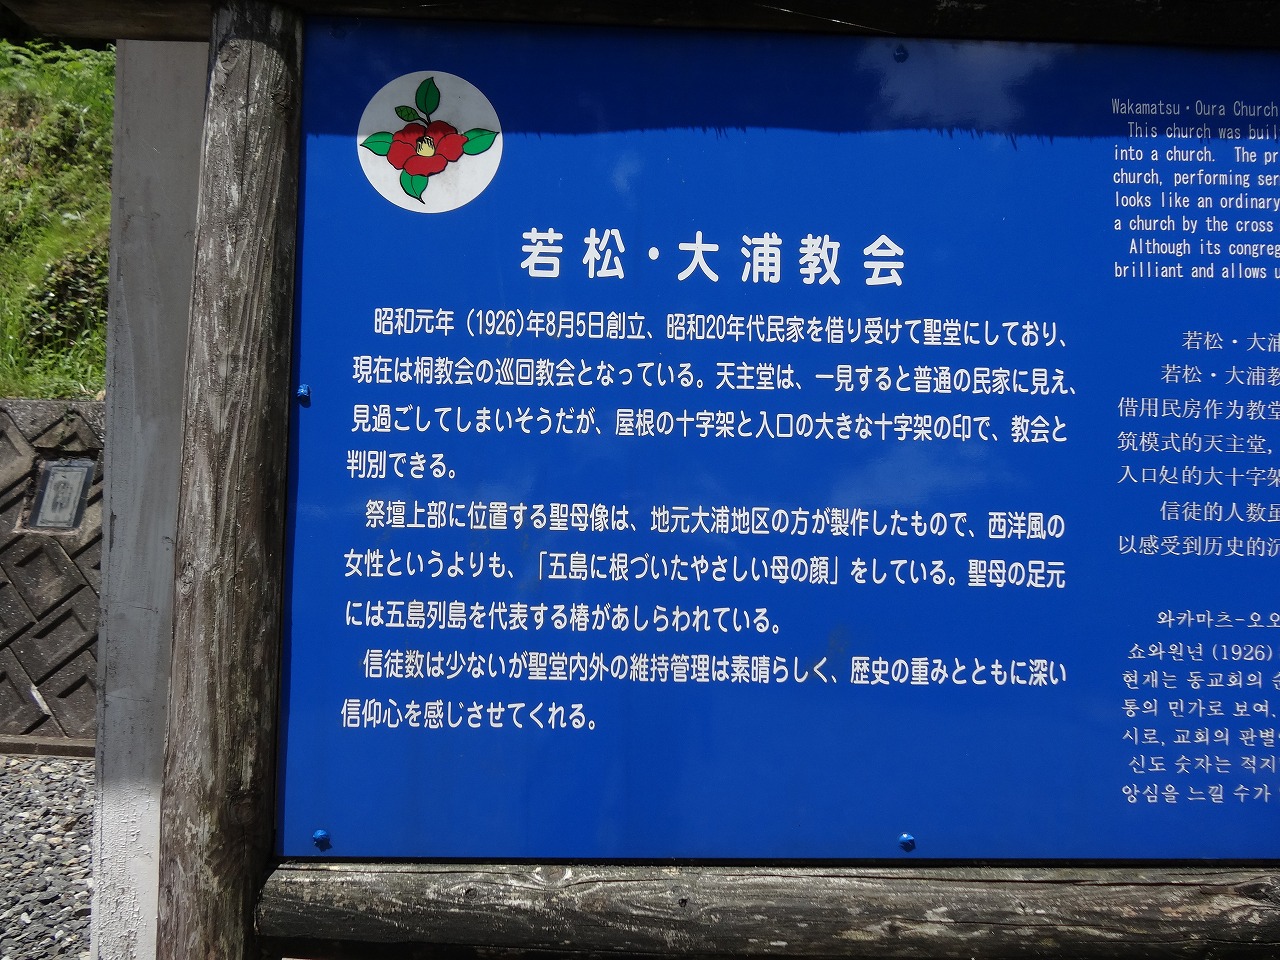 若松・大浦教会
昭和元年（1926)年8月5日創立、昭和20年代民家を借り受けて聖堂にしており、
現在は桐教会の巡回教会となっている。天主堂は、一見すると普通の民家に見え、
見過ごしてしまいそうだが、屋根の十字架と入口の大きな十字架の印で、教会と
判別できる。
祭壇上部に位置する聖母像は、地元大浦地区の方が製作したもので、西洋風の
女性というよりも、「五島に根づいたやさしい母の顔」をしている。聖母の足元
には五島列島を代表する椿があしらわれている。
信徒数は少ないが聖堂内外の維持管理は素晴らしく、歴史の重みとともに深い
信仰心を感じさせてくれる。
Wakamatsu・Oura Church
This church was buil
into a church. The pr
church, performing ser
looks like an ordinary
a church by the cross
Although its congreg
brilliant and allows u
若松・大浦
若松・大浦教
借用民房作为教堂
筑模式的天主堂,
入口处的大十字架
信徒的人数虽
以感受到历史的沉
와카마츠-오오
쇼와원년 (1926)
현재는 동교회의 순
통의 민가로 보여,
시로, 교회의 판별
신도 숫자는 적지
앙심을 느낄 수가